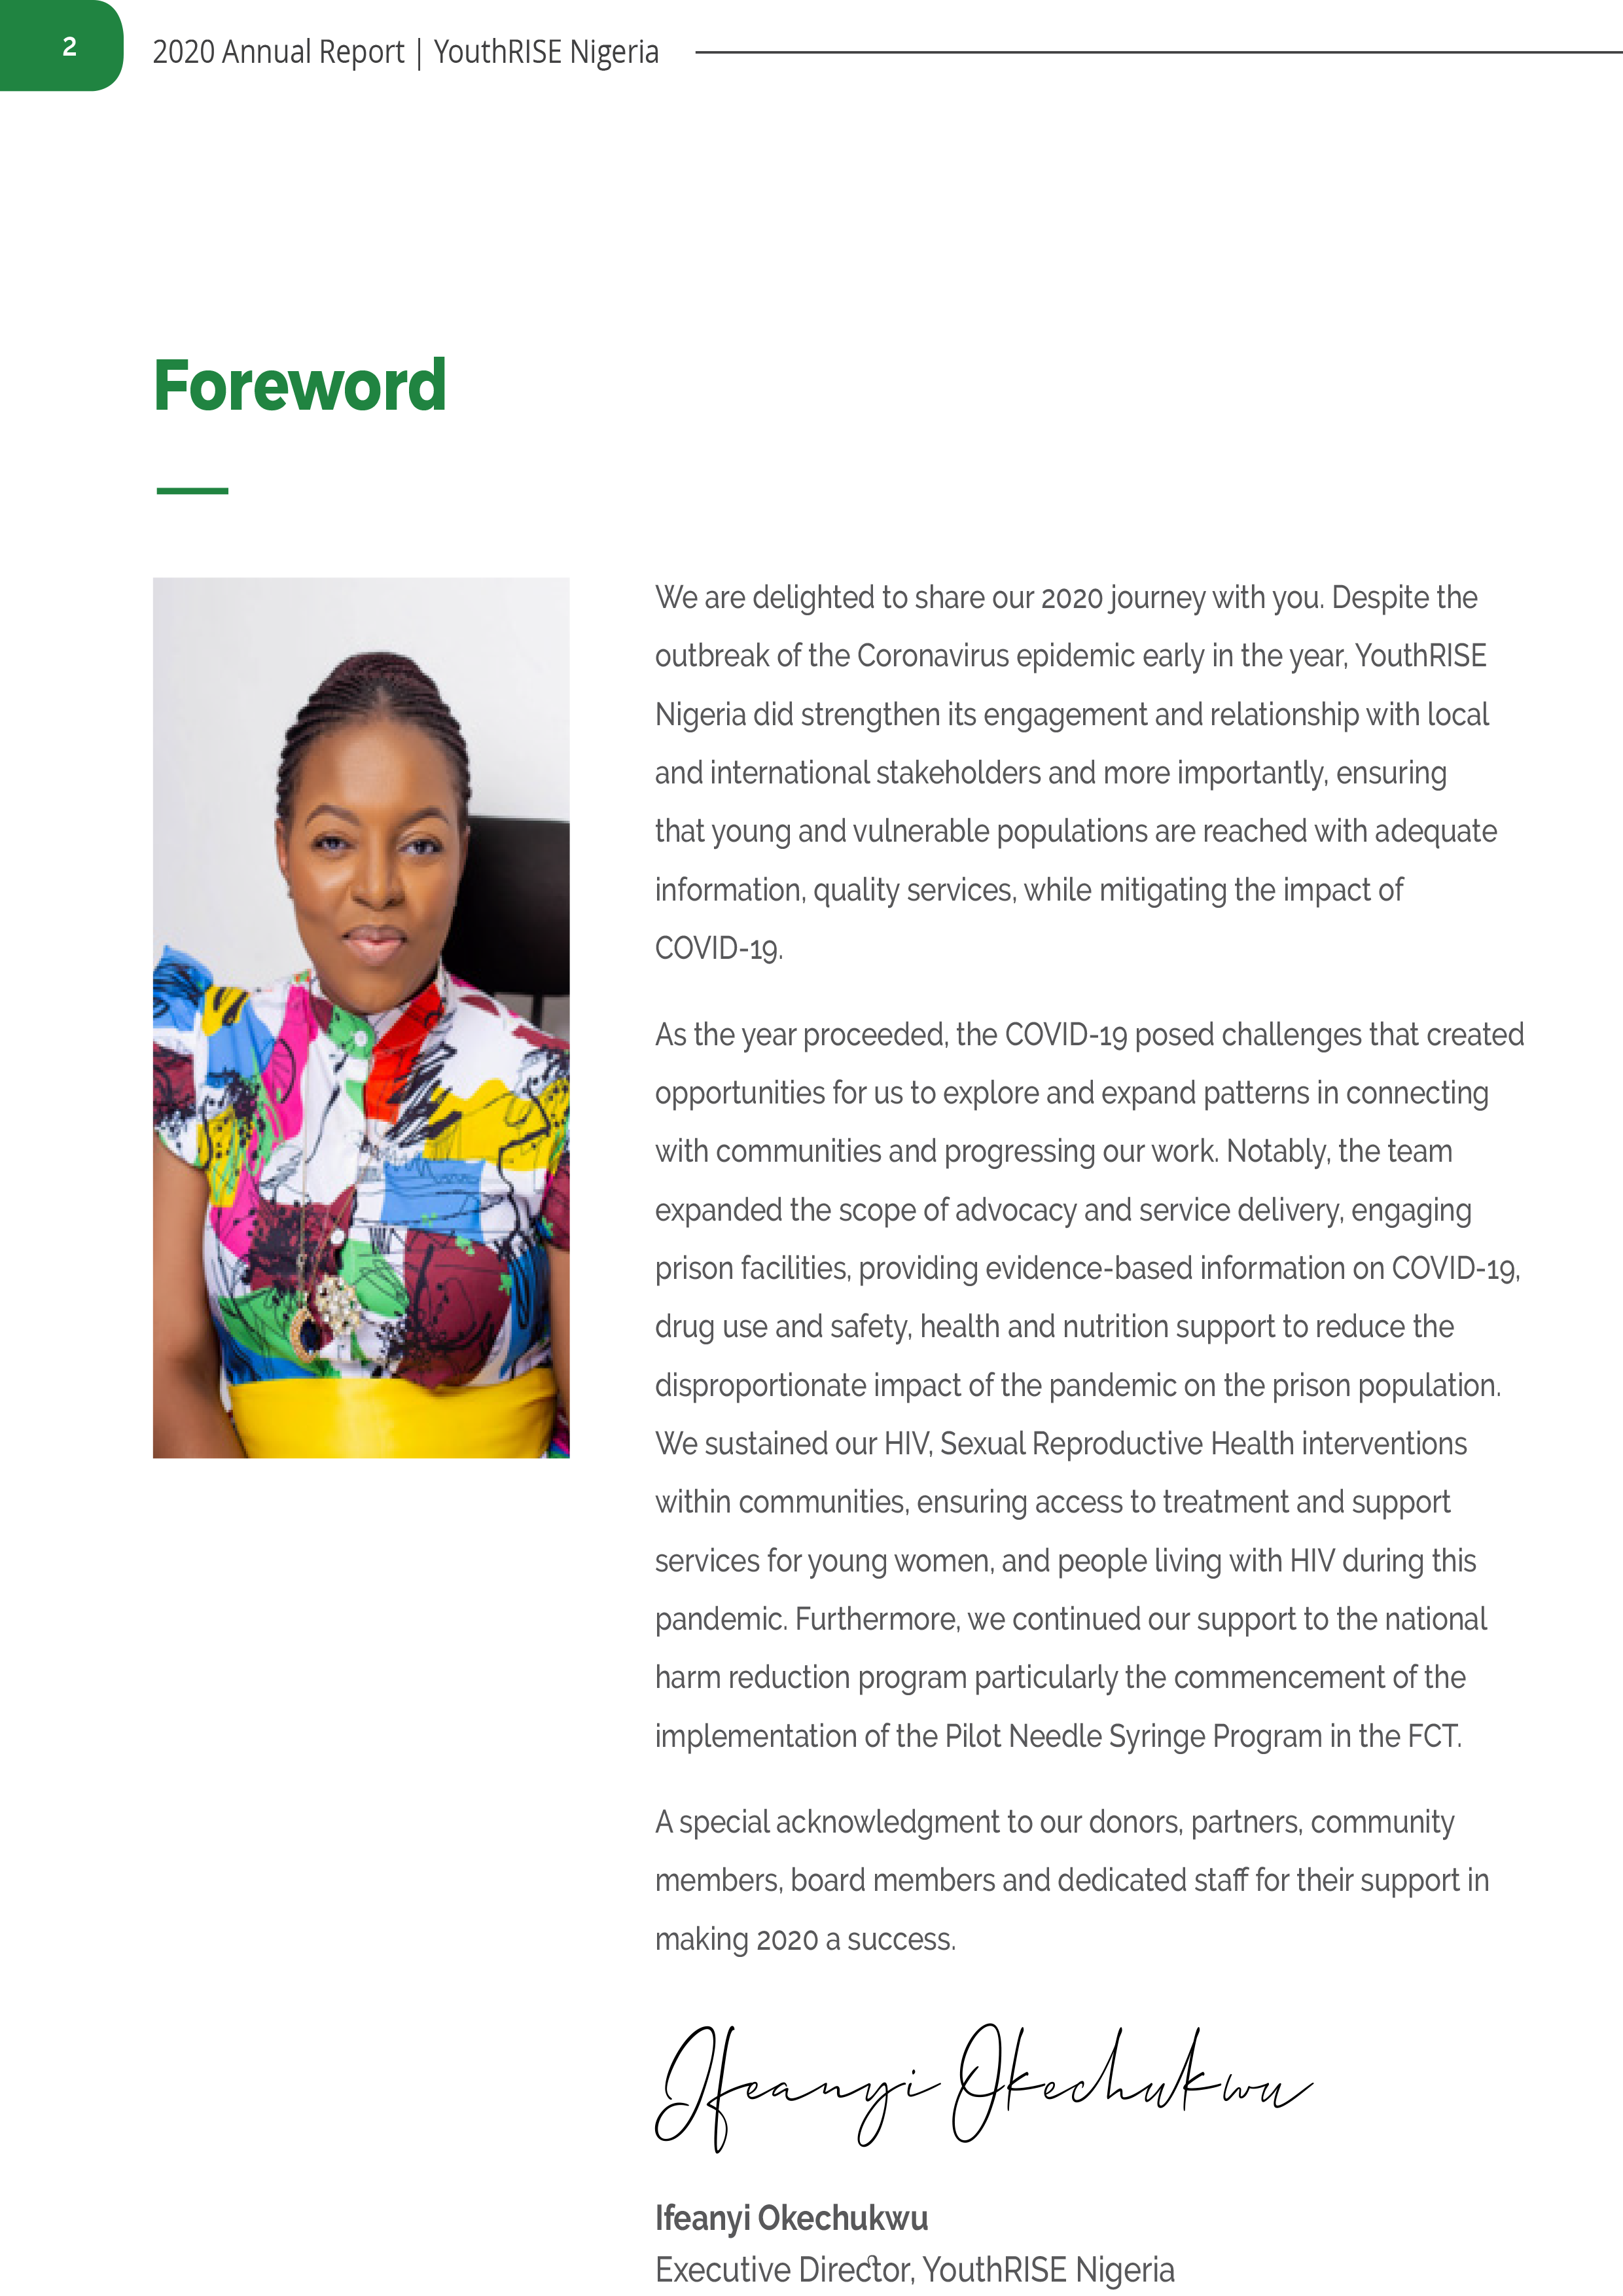 2
2020 Annual Report | YouthRISE Nigeria
Foreword
We are delighted to share our 2020 journey with you. Despite the
outbreak of the Coronavirus epidemic early in the year, YouthRISE
Nigeria did strengthen its engagement and relationship with local
and international stakeholders and more importantly, ensuring
that young and vulnerable populations are reached with adequate
information, quality services, while mitigating the impact of
COVID-19.
As the year proceeded, the COVID-19 posed challenges that created
opportunities for us to explore and expand patterns in connecting
with communities and progressing our work. Notably, the team
expanded the scope of advocacy and service delivery, engaging
prison facilities, providing evidence-based information on COVID-19,
drug use and safety, health and nutrition support to reduce the
disproportionate impact of the pandemic on the prison population.
We sustained our HIV, Sexual Reproductive Health interventions
within communities, ensuring access to treatment and support
services for young women, and people living with HIV during this
pandemic. Furthermore, we continued our support to the national
harm reduction program particularly the commencement of the
implementation of the Pilot Needle Syringe Program in the FCT.
A special acknowledgment to our donors, partners, community
members, board members and dedicated staff for their support in
making 2020 a success.
Ifeanyi Okechukwu
Ifeanyi Okechukwu
Executive Director, YouthRISE Nigeria